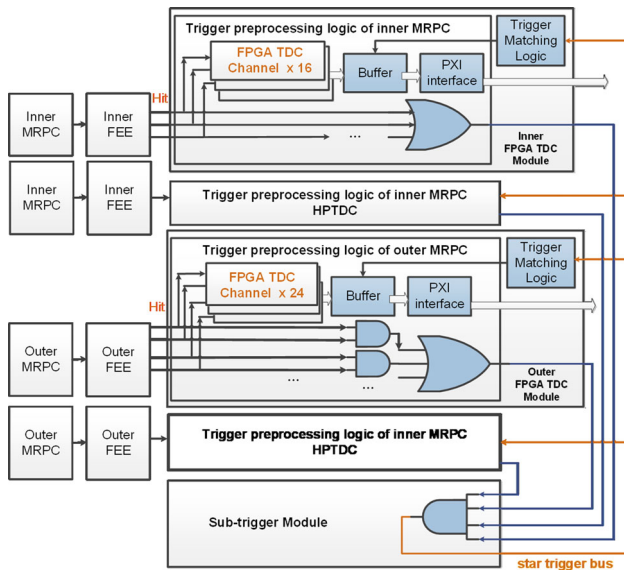 Trigger preprocessing logic of inner MRPC
Trigger
Matching
Logic
FPGA TDC
Channel x 16
Buffer
PXI
interface
Hit
Inner
MRPC
Inner
FEE
...
Inner
FPGA TDC
Module
Inner
MRPC
Inner
FEE
Trigger preprocessing logic of inner MRPC
HPTDC
Trigger preprocessing logic of outer MRPC
Trigger
Matching
Logic
FPGA TDC
Channel x 24
Buffer
PXI
interface
Hit
Outer
MRPC
Outer
FEE
...
...
Outer
FPGA TDC
Module
Outer
MRPC
Outer
FEE
Trigger preprocessing logic of inner MRPC
HPTDC
Sub-trigger Module
star trigger bus